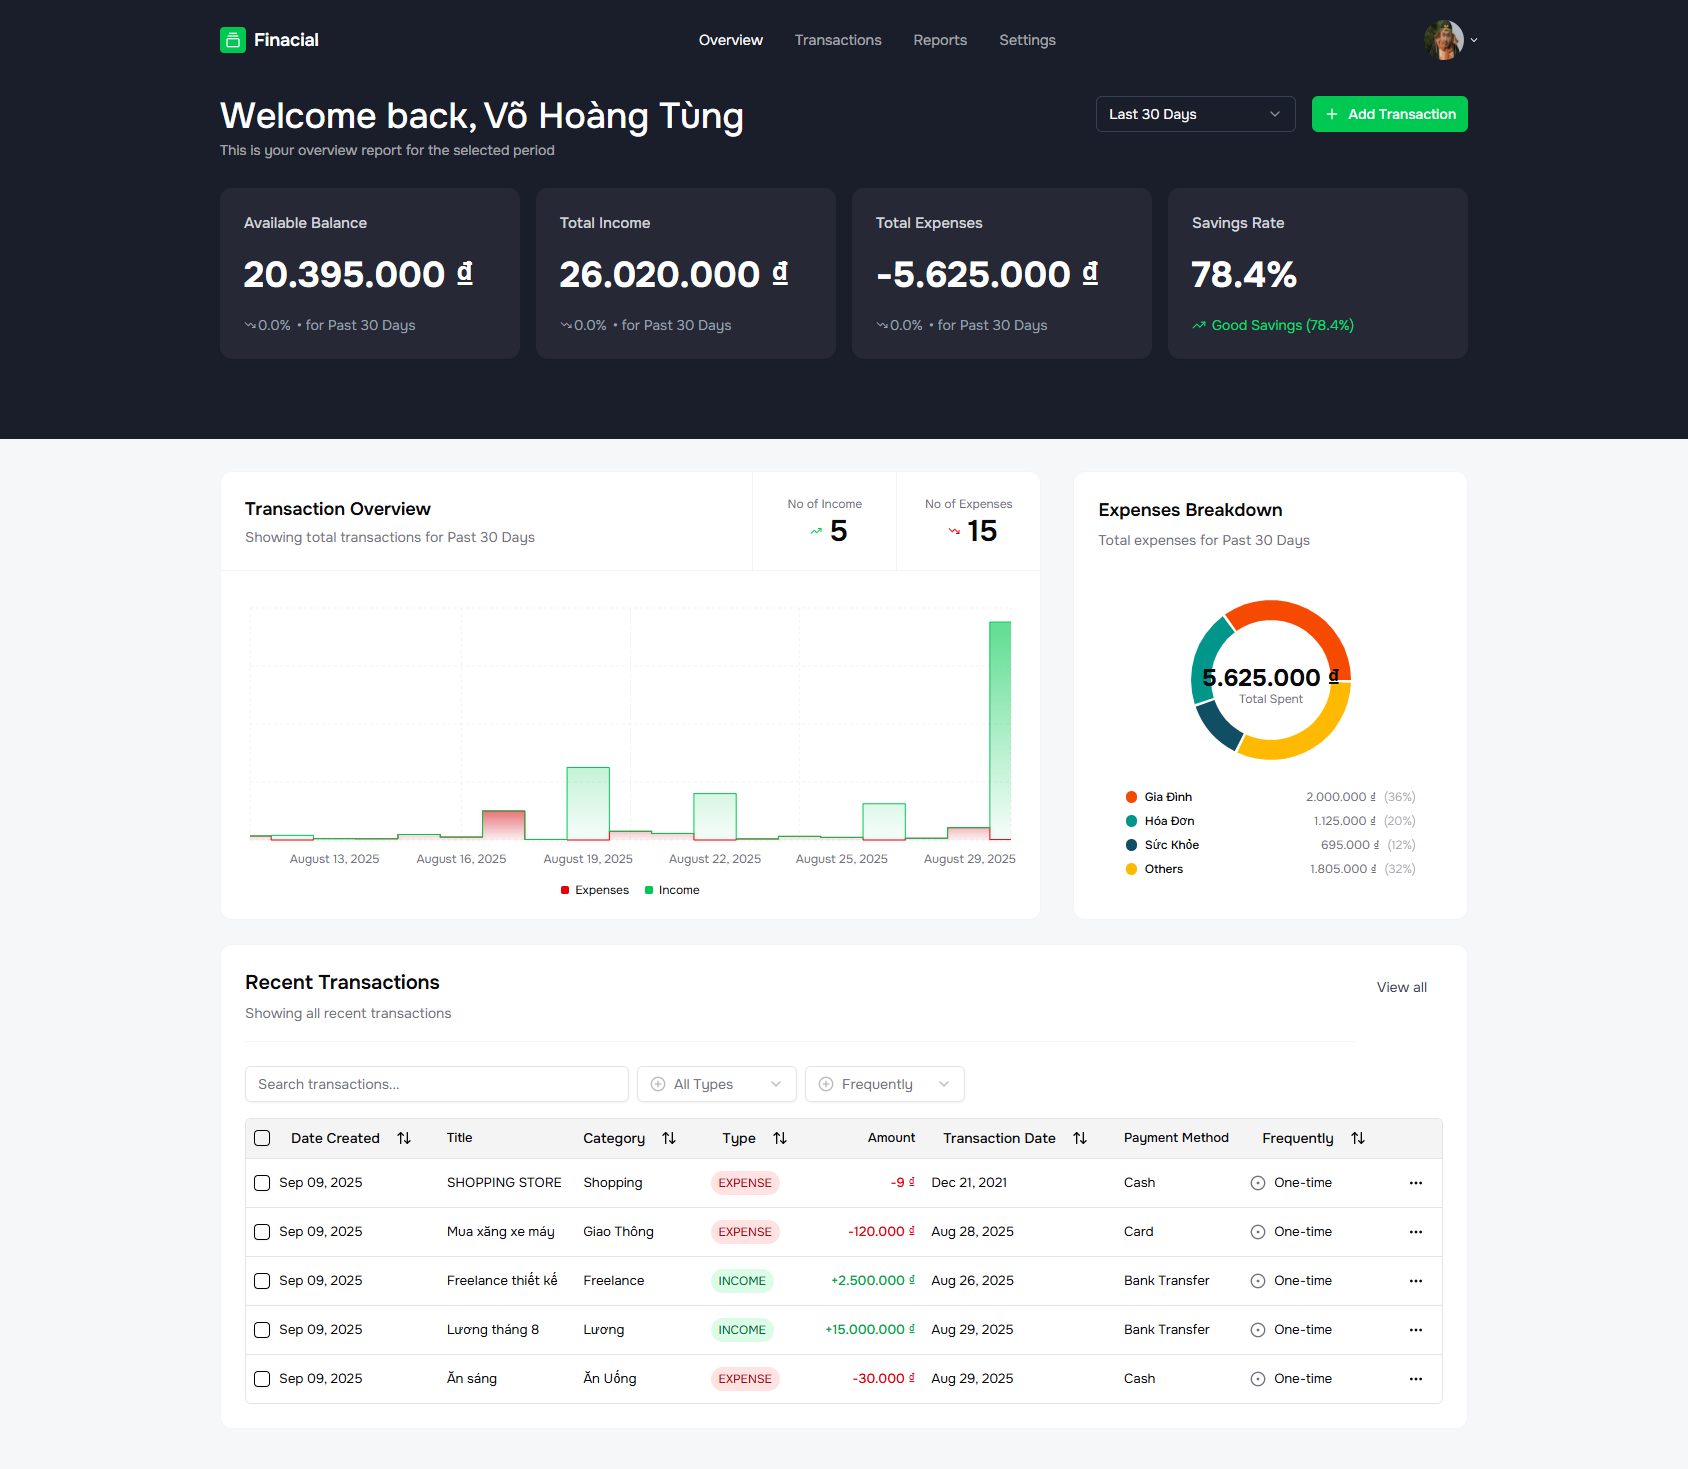 Finacial
Overview
Transactions
Reports
Settings
Welcome back, Võ Hoàng Tùng
This is your overview report for the selected period
Last 30 Days
Add Transaction
Available Balance
20.395.000 ₫
0.0% • for Past 30 Days
Total Income
26.020.000 ₫
0.0% • for Past 30 Days
Total Expenses
-5.625.000 ₫
0.0% • for Past 30 Days
Savings Rate
78.4%
Good Savings (78.4%)
Transaction Overview
Showing total transactions for Past 30 Days
No of Income
5
No of Expenses
15
August 13, 2025
August 16, 2025
August 19, 2025
August 22, 2025
August 25, 2025
August 29, 2025
Expenses
Income
Expenses Breakdown
Total expenses for Past 30 Days
5.625.000 ₫
Total Spent
Gia Đình 2.000.000 ₫ (36%)
Hóa Đơn 1.125.000 ₫ (20%)
Sức Khỏe 695.000 ₫ (12%)
Others 1.805.000 ₫ (32%)
Recent Transactions
Showing all recent transactions
View all
Search transactions...
All Types
Frequently
Date Created Title Category Type Amount Transaction Date Payment Method Frequently
Sep 09, 2025 SHOPPING STORE Shopping EXPENSE -9 ₫ Dec 21, 2021 Cash One-time
Sep 09, 2025 Mua xăng xe máy Giao Thông EXPENSE -120.000 ₫ Aug 28, 2025 Card One-time
Sep 09, 2025 Freelance thiết kế Freelance INCOME +2.500.000 ₫ Aug 26, 2025 Bank Transfer One-time
Sep 09, 2025 Lương tháng 8 Lương INCOME +15.000.000 ₫ Aug 29, 2025 Bank Transfer One-time
Sep 09, 2025 Ăn sáng Ăn Uống EXPENSE -30.000 ₫ Aug 29, 2025 Cash One-time